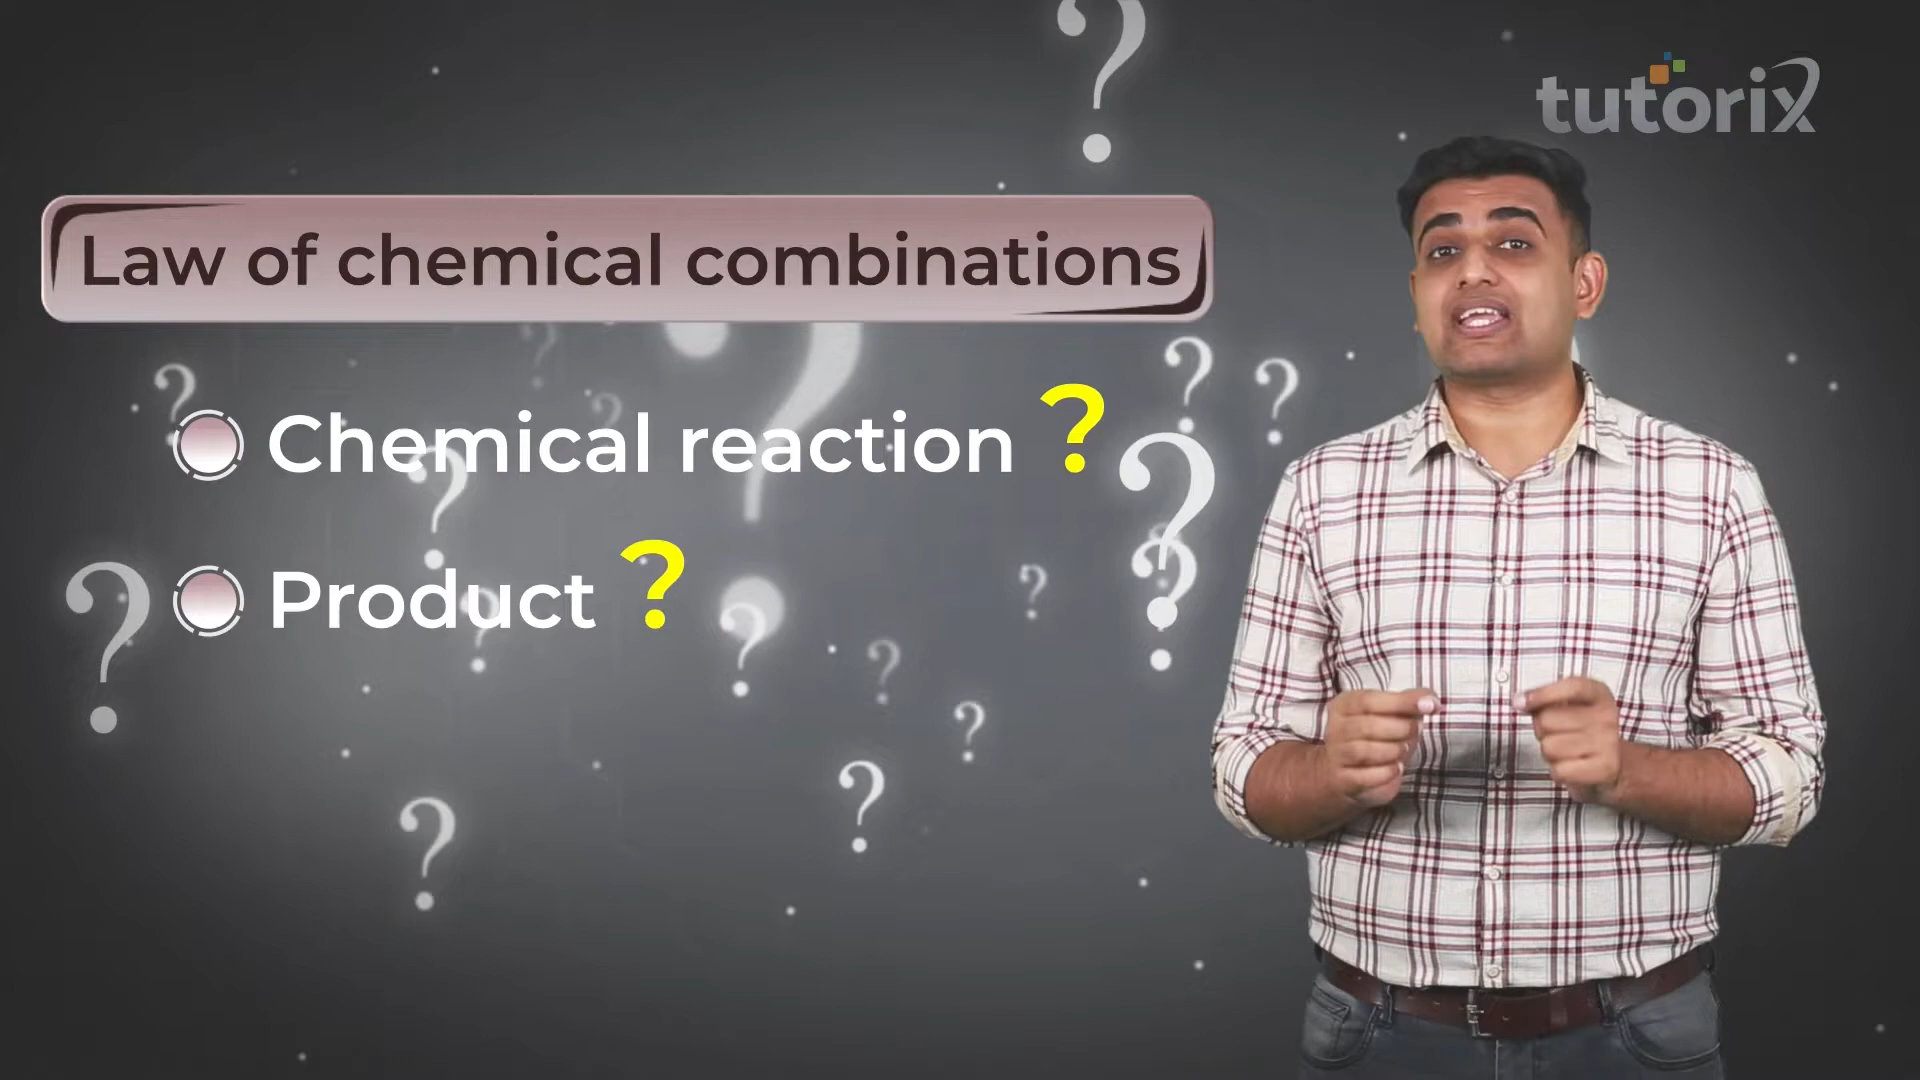 tutorix
Law of chemical combinations
Chemical reaction ?
Product ?